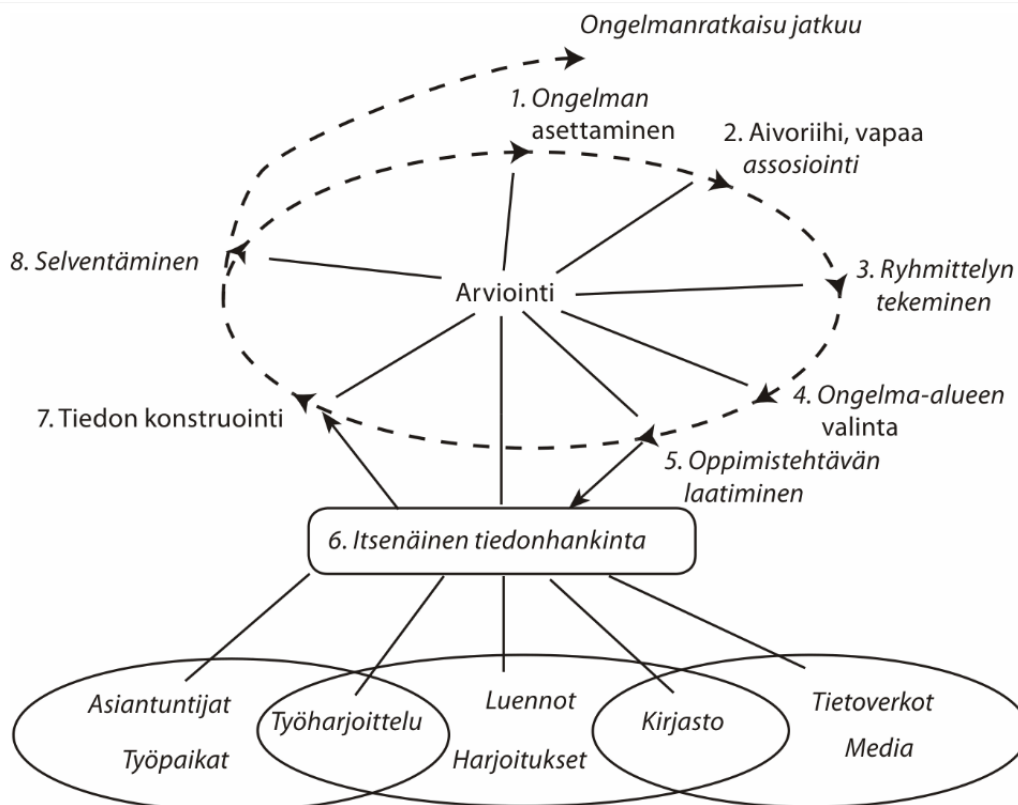 Ongelmanratkaisu jatkuu
1. Ongelman
asettaminen
2. Aivoriihi, vapaa
assosiointi
3. Ryhmittelyn
tekeminen
4. Ongelma-alueen
valinta
5. Oppimistehtävän
laatiminen
6. Itsenäinen tiedonhankinta
7. Tiedon konstruointi
8. Selventäminen
Arviointi
Asiantuntijat
Työpaikat
Työharjoittelu
Luennot
Harjoitukset
Kirjasto
Tietoverkot
Media